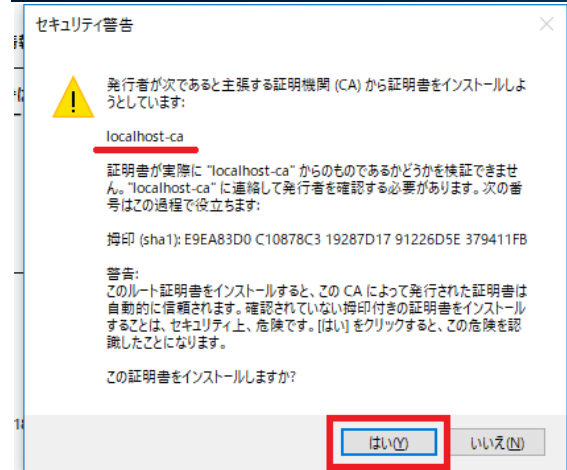 セキュリティ警告
発行者が次であると主張する証明機関 (CA) から証明書をインストールしよ
うとしています:
localhost-ca
証明書が実際に "localhost-ca" からのものであるかどうかを検証できませ
ん。"localhost-ca" に連絡して発行者を確認する必要があります。次の番
号はこの過程で役立ちます:
拇印 (sha1): E9EA83D0 C10878C3 19287D17 91226D5E 379411FB
警告:
このルート証明書をインストールすると、この CA によって発行された証明書は
自動的に信頼されます。確認されていない拇印付きの証明書をインストール
することは、セキュリティ上、危険です。[はい] をクリックすると、この危険を認
識したことになります。
この証明書をインストールしますか?
はい(Y)
いいえ(N)